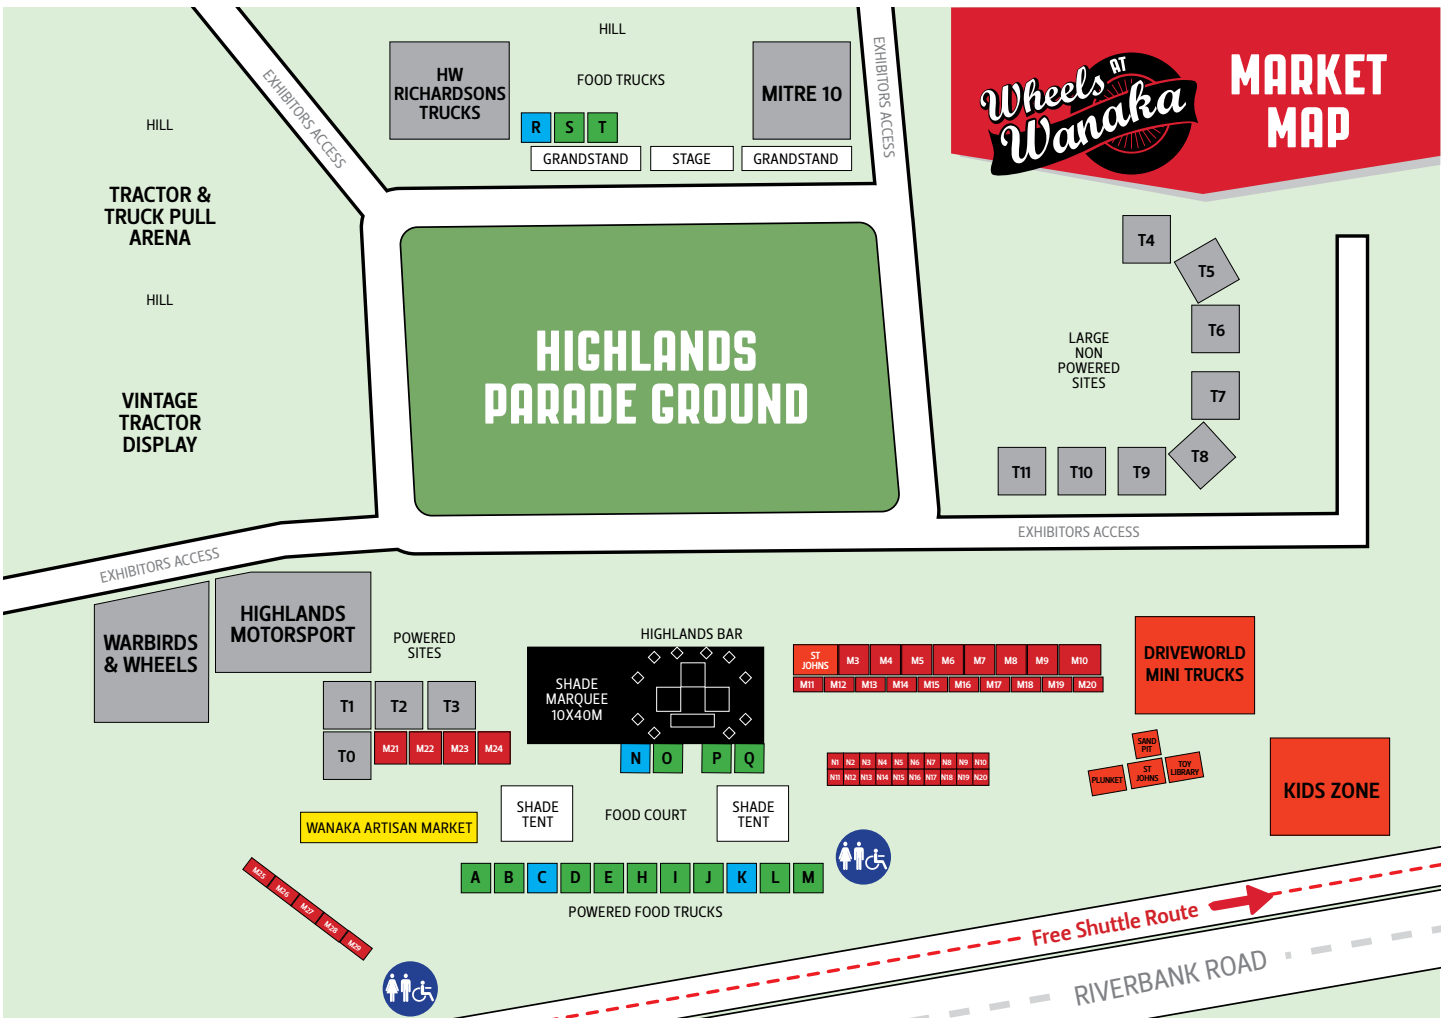 HILL
EXHIBITORS ACCESS
HW
RICHARDSONS
TRUCKS
FOOD TRUCKS
R
S
T
GRANDSTAND
STAGE
GRANDSTAND
MITRE 10
EXHIBITORS ACCESS
Wheels AT
Wanaka
MARKET
MAP
HILL
TRACTOR &
TRUCK PULL
ARENA
HILL
VINTAGE
TRACTOR
DISPLAY
HIGHLANDS
PARADE GROUND
T4
T5
T6
T7
T8
T9
T10
T11
LARGE
NON
POWERED
SITES
EXHIBITORS ACCESS
EXHIBITORS ACCESS
WARBIRDS
& WHEELS
HIGHLANDS
MOTORSPORT
POWERED
SITES
T1
T2
T3
T0
M21
M22
M23
M24
HIGHLANDS BAR
SHADE
MARQUEE
10X40M
N
O
P
Q
ST
JOHNS
M3
M4
M5
M6
M7
M8
M9
M10
M11
M12
M13
M14
M15
M16
M17
M18
M19
M20
N1
N2
N3
N4
N5
N6
N7
N8
N9
N10
N11
N12
N13
N14
N15
N16
N17
N18
N19
N20
DRIVEWORLD
MINI TRUCKS
SAND
PIT
PLUNKET
ST
JOHNS
TOY
LIBRARY
KIDS ZONE
WANAKA ARTISAN MARKET
SHADE
TENT
FOOD COURT
SHADE
TENT
A
B
C
D
E
H
I
J
K
L
M
POWERED FOOD TRUCKS
M25
M26
M27
M28
M29
Free Shuttle Route
RIVERBANK ROAD